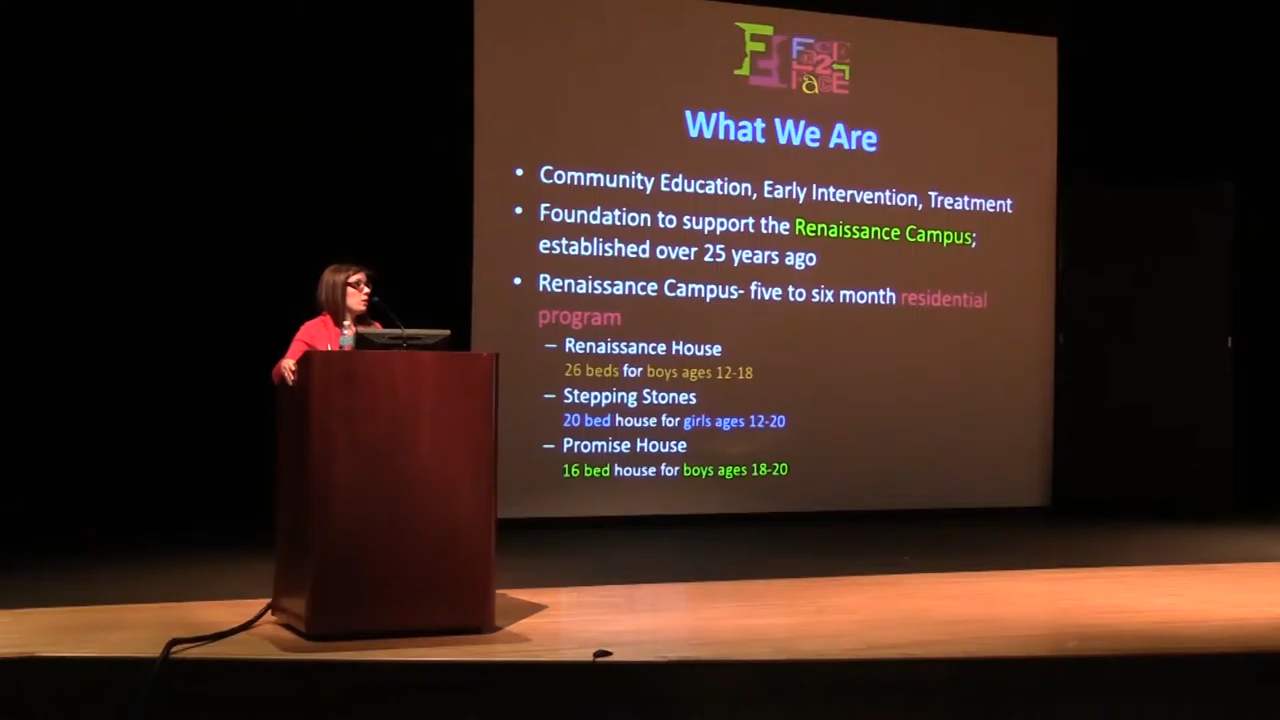 FACE
2
FacE
What We Are
• Community Education, Early Intervention, Treatment
• Foundation to support the Renaissance Campus;
established over 25 years ago
• Renaissance Campus- five to six month residential
program
– Renaissance House
26 beds for boys ages 12-18
– Stepping Stones
20 bed house for girls ages 12-20
– Promise House
16 bed house for boys ages 18-20